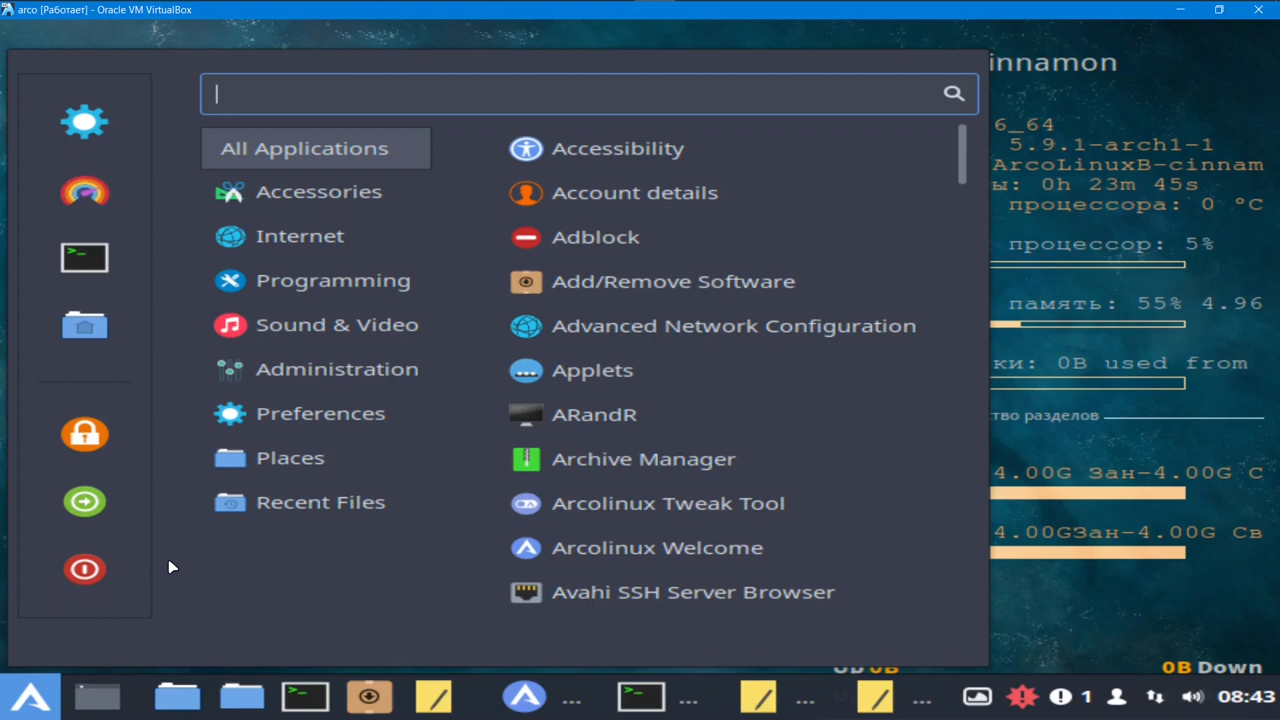 arco [Работает] - Oracle VM VirtualBox
innamon
6_64
5.9.1-arch1-1
ArcoLinuxB-cinnam
ы: 0h 23m 45s
процессора: 0 °C
процессор: 5%
память: 55% 4.96
ки: 0B used from
тво разделов
4.00G Зан-4.00G С
4.00GЗан-4.00G Св
All Applications
Accessories
Internet
Programming
Sound & Video
Administration
Preferences
Places
Recent Files
Accessibility
Account details
Adblock
Add/Remove Software
Advanced Network Configuration
Applets
ARandR
Archive Manager
Arcolinux Tweak Tool
Arcolinux Welcome
Avahi SSH Server Browser
0B Down
... ... ... ... 1 08:43